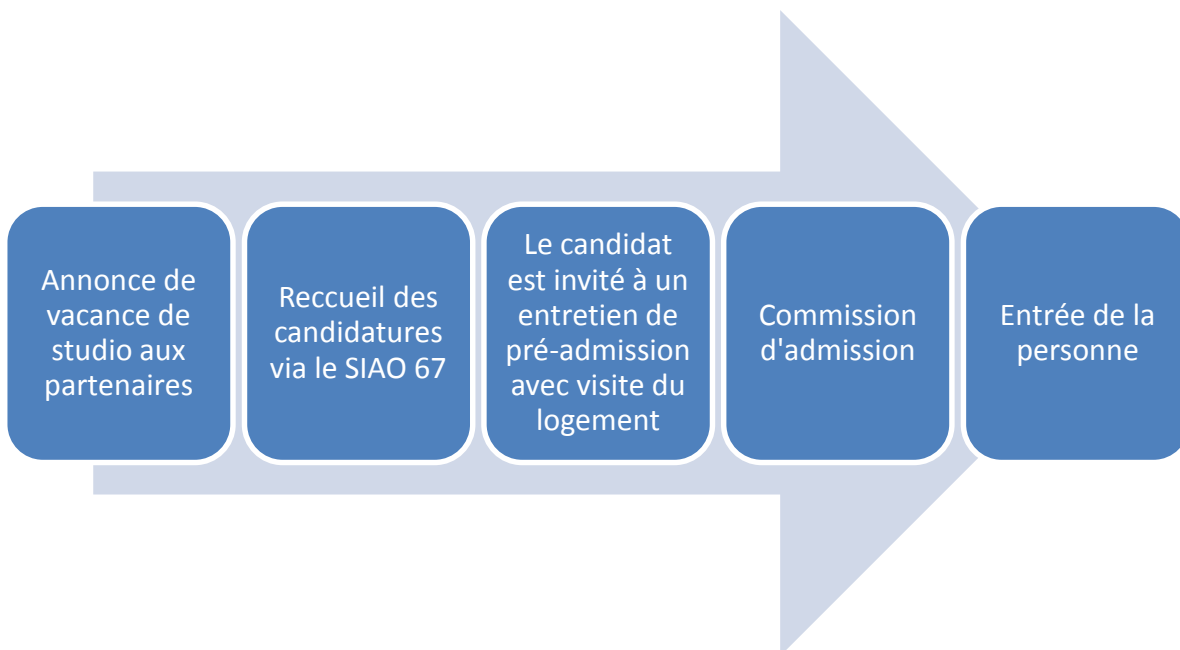 Annonce de
vacance de
studio aux
partenaires
Reccueil des
candidatures
via le SIAO 67
Le candidat
est invité à un
entretien de
pré-admission
avec visite du
logement
Commission
d'admission
Entrée de la
personne